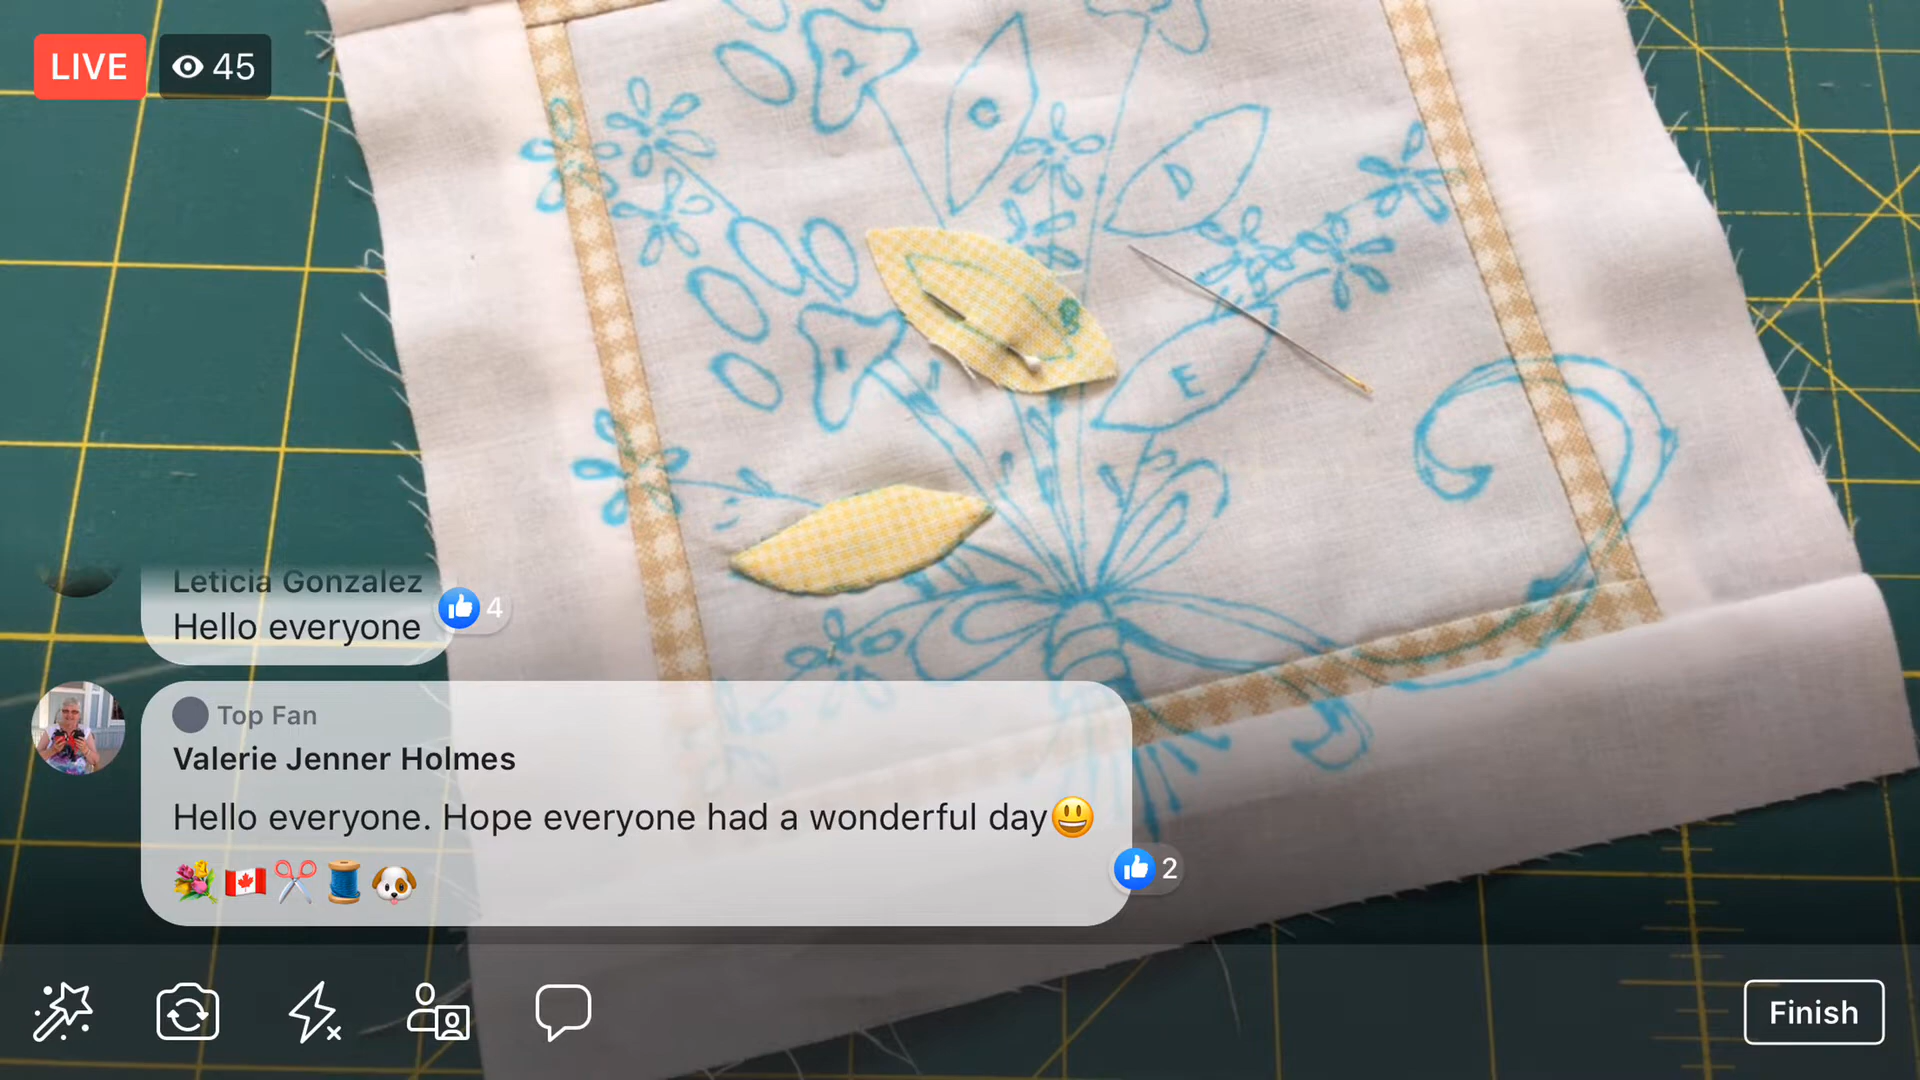 LIVE 45
C
D
B
E
Leticia Gonzalez
Hello everyone
4
Top Fan
Valerie Jenner Holmes
Hello everyone. Hope everyone had a wonderful day😃
💐🇨🇦✂️🧵🐶
2
Finish